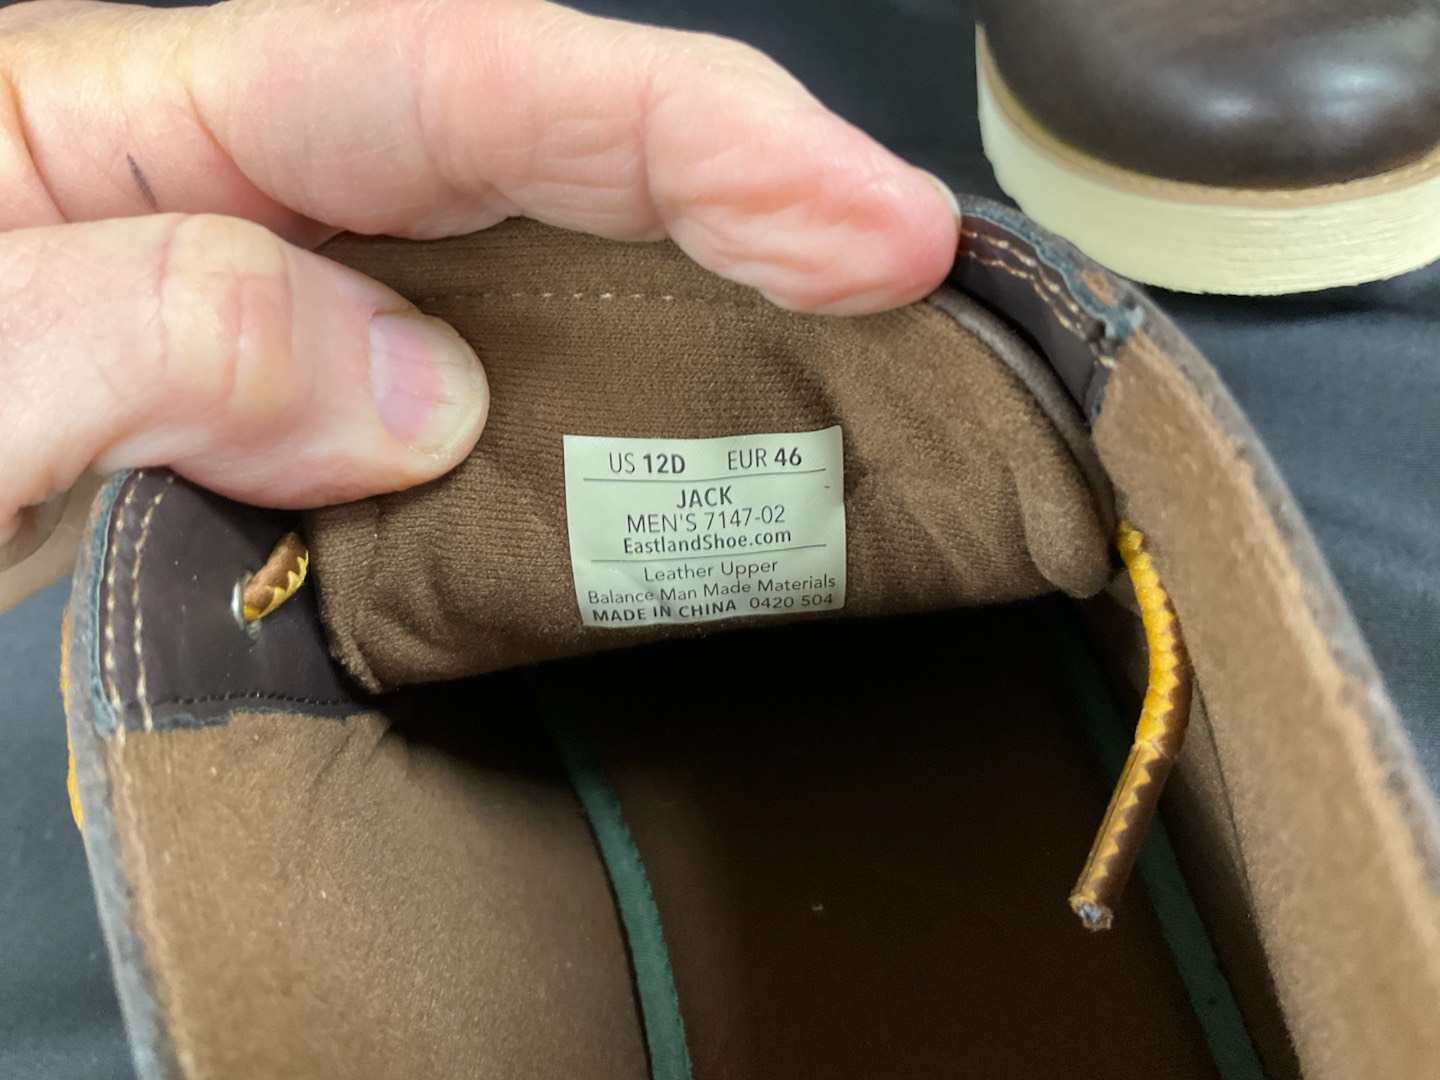 US 12D EUR 46
JACK
MEN'S 7147-02
EastlandShoe.com
Leather Upper
Balance Man Made Materials
MADE IN CHINA 0420 504